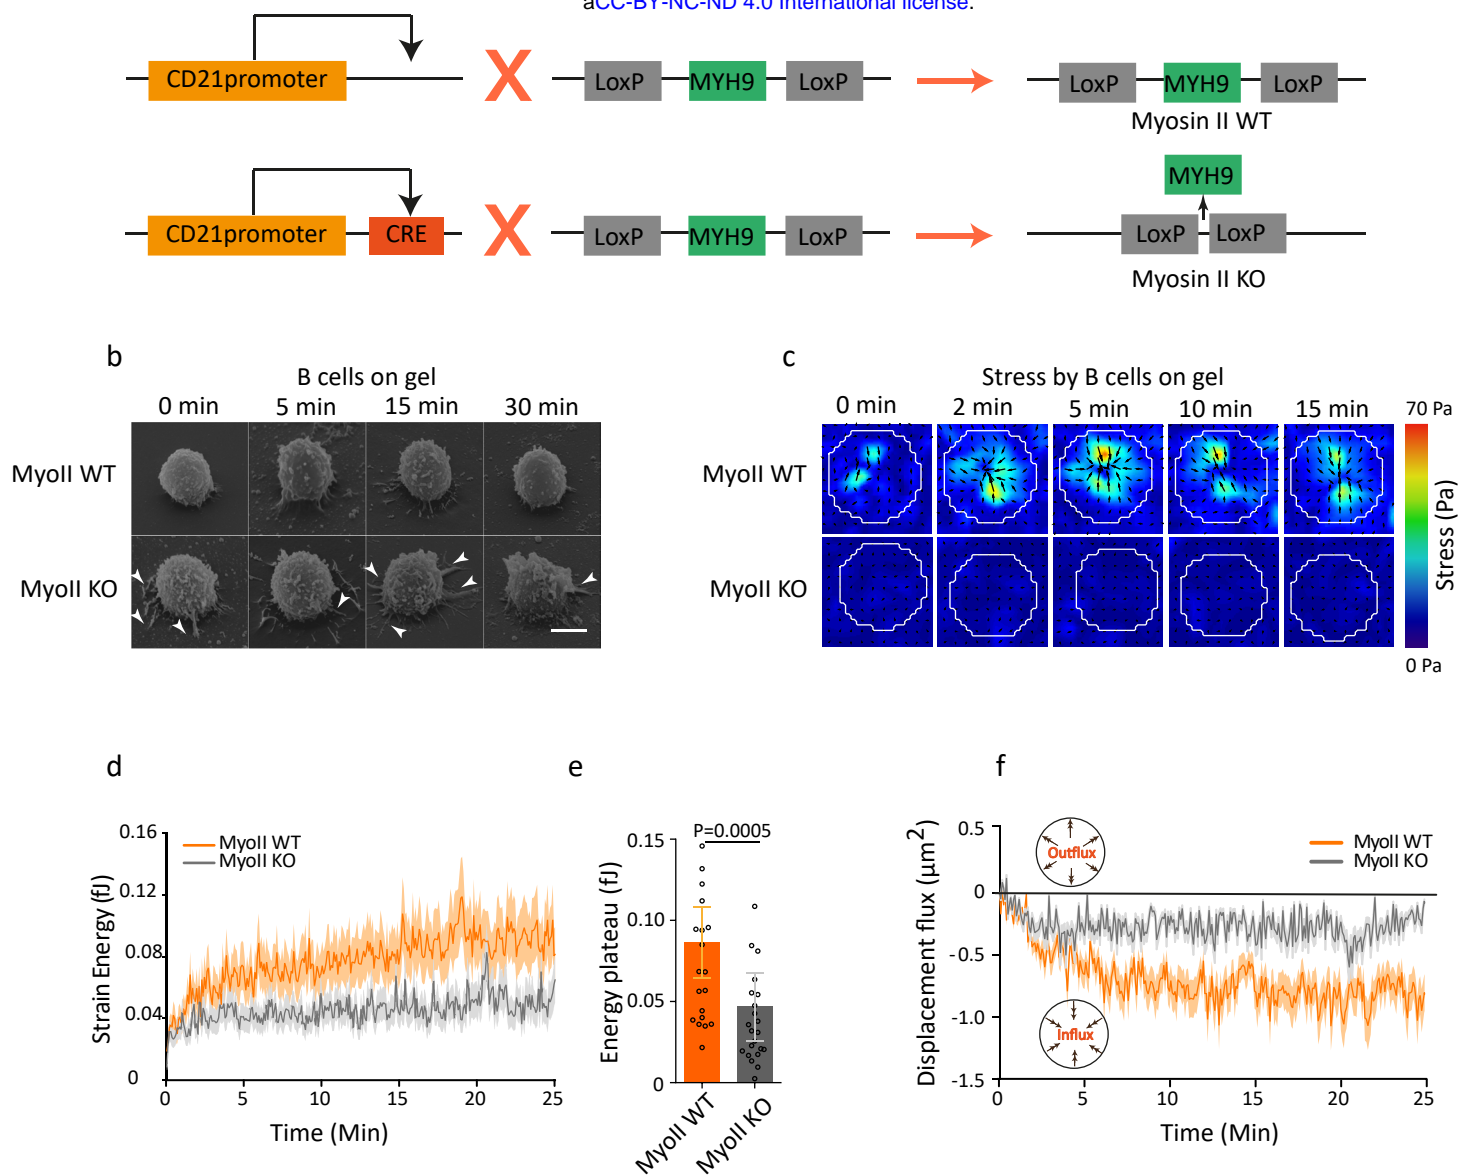 aCC-BY-NC-ND 4.0 International license.
CD21promoter
X
LoxP MYH9 LoxP
LoxP MYH9 LoxP
Myosin II WT
MYH9
CD21promoter CRE
X
LoxP MYH9 LoxP
LoxP LoxP
Myosin II KO
b
B cells on gel
0 min 5 min 15 min 30 min
MyoII WT
MyoII KO
c
Stress by B cells on gel
0 min 2 min 5 min 10 min 15 min
70 Pa
MyoII WT
MyoII KO
Stress (Pa)
0 Pa
d
Strain Energy (fJ)
0.16
0.12
0.08
0.04
0
MyoII WT
MyoII KO
0 5 10 15 20 25
Time (Min)
e
Energy plateau (fJ)
P=0.0005
0.15
0.10
0.05
0
MyoII WT
MyoII KO
f
Displacement flux (µm²)
0.5
0
-0.5
-1.0
-1.5
Outflux
Influx
MyoII WT
MyoII KO
0 5 10 15 20 25
Time (Min)